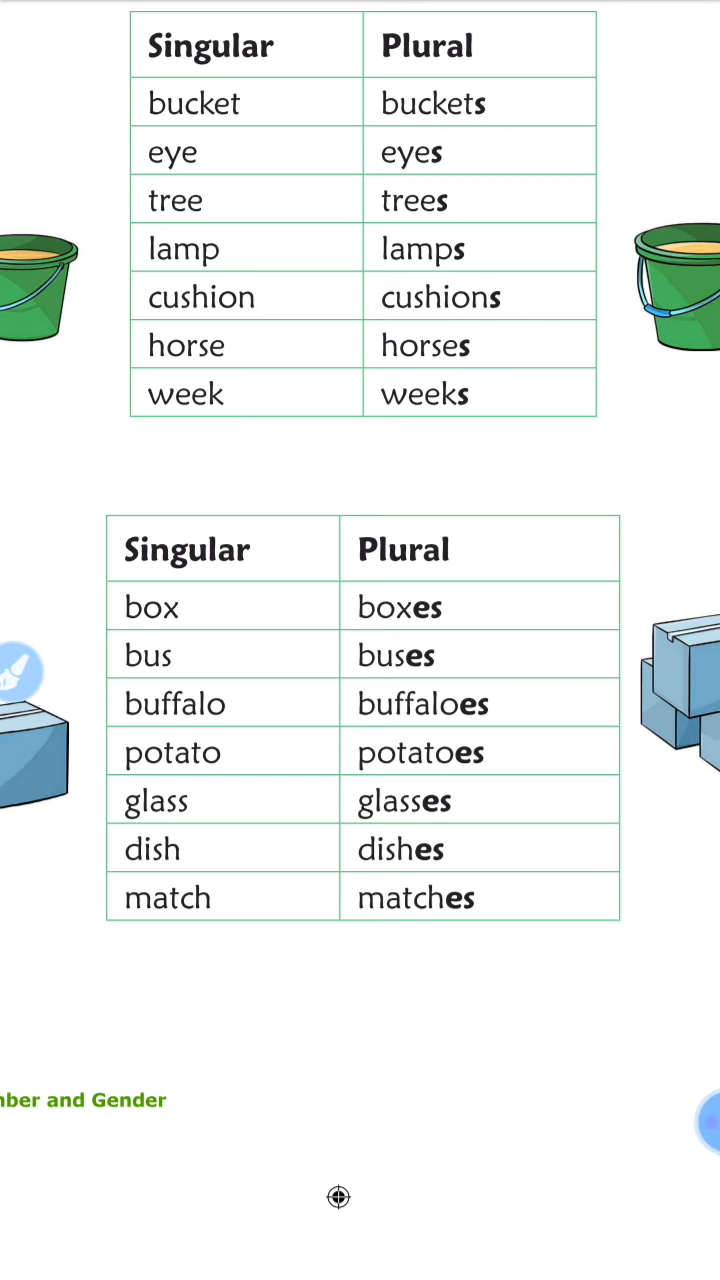 Singular Plural
bucket buckets
eye eyes
tree trees
lamp lamps
cushion cushions
horse horses
week weeks
Singular Plural
box boxes
bus buses
buffalo buffaloes
potato potatoes
glass glasses
dish dishes
match matches
and Gender